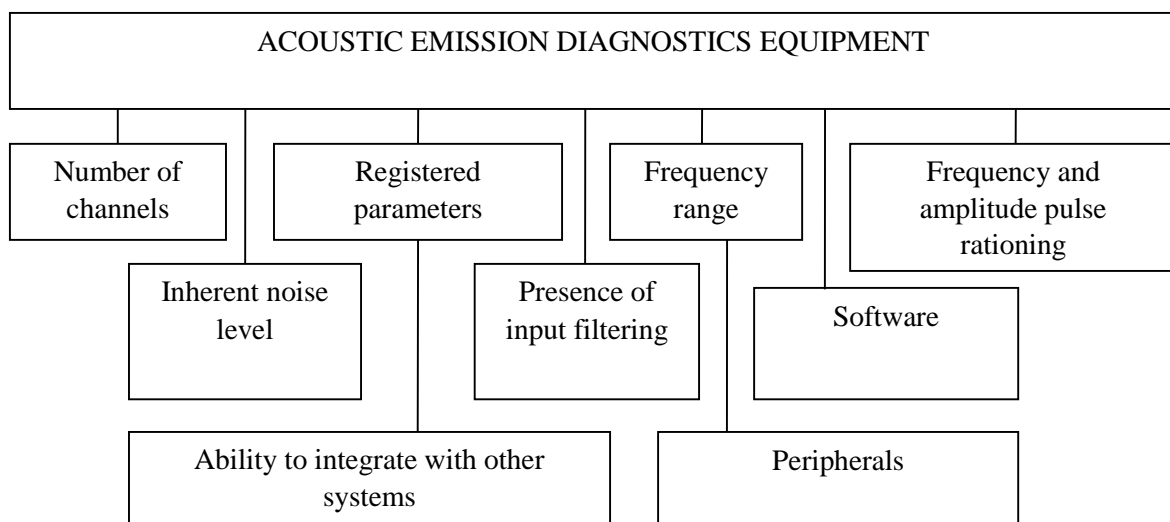 ACOUSTIC EMISSION DIAGNOSTICS EQUIPMENT
Number of
channels
Registered
parameters
Frequency
range
Frequency and
amplitude pulse
rationing
Inherent noise
level
Presence of
input filtering
Software
Ability to integrate with other
systems
Peripherals